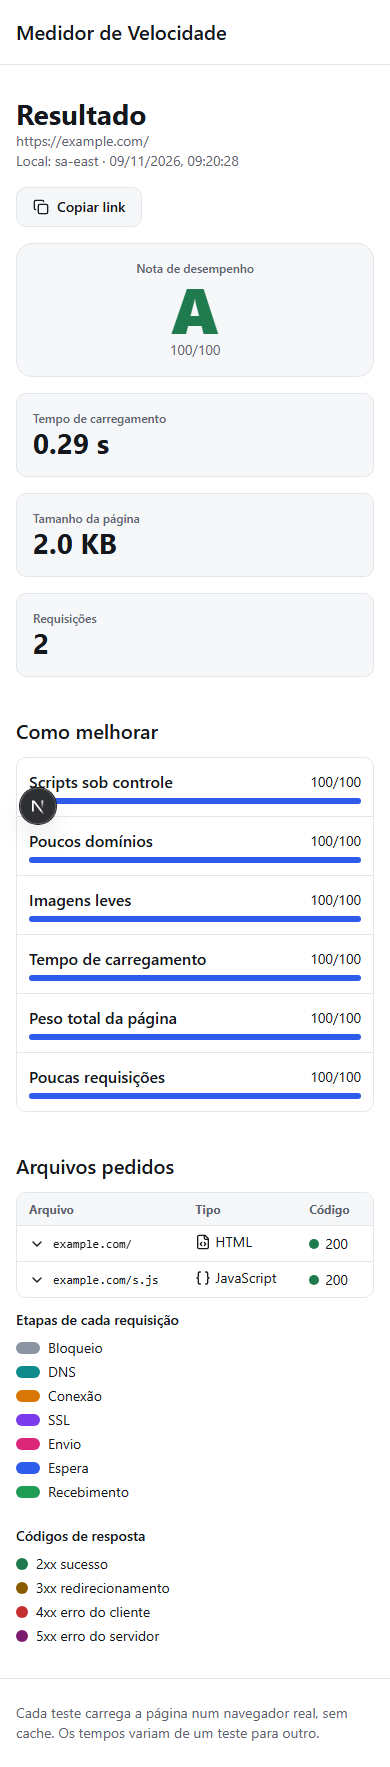 Medidor de Velocidade
Resultado
https://example.com/
Local: sa-east · 09/11/2026, 09:20:28
Copiar link
Nota de desempenho
A
100/100
Tempo de carregamento
0.29 s
Tamanho da página
2.0 KB
Requisições
2
Como melhorar
Scripts sob controle 100/100
N
Poucos domínios 100/100
Imagens leves 100/100
Tempo de carregamento 100/100
Peso total da página 100/100
Poucas requisições 100/100
Arquivos pedidos
Arquivo Tipo Código
example.com/ HTML 200
example.com/s.js JavaScript 200
Etapas de cada requisição
Bloqueio
DNS
Conexão
SSL
Envio
Espera
Recebimento
Códigos de resposta
2xx sucesso
3xx redirecionamento
4xx erro do cliente
5xx erro do servidor
Cada teste carrega a página num navegador real, sem
cache. Os tempos variam de um teste para outro.